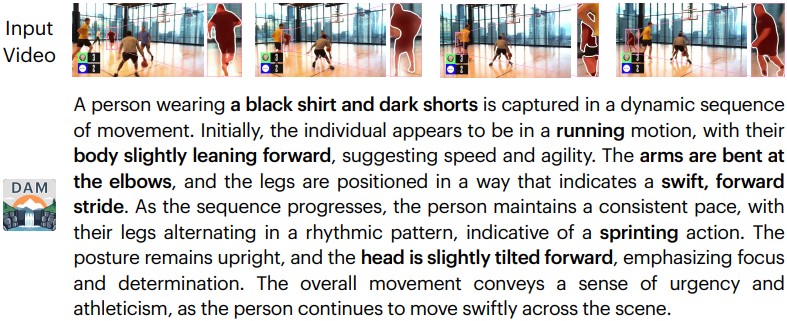 Input
Video
A person wearing a black shirt and dark shorts is captured in a dynamic sequence
of movement. Initially, the individual appears to be in a running motion, with their
body slightly leaning forward, suggesting speed and agility. The arms are bent at
the elbows, and the legs are positioned in a way that indicates a swift, forward
stride. As the sequence progresses, the person maintains a consistent pace, with
their legs alternating in a rhythmic pattern, indicative of a sprinting action. The
posture remains upright, and the head is slightly tilted forward, emphasizing focus
and determination. The overall movement conveys a sense of urgency and
athleticism, as the person continues to move swiftly across the scene.
DAM